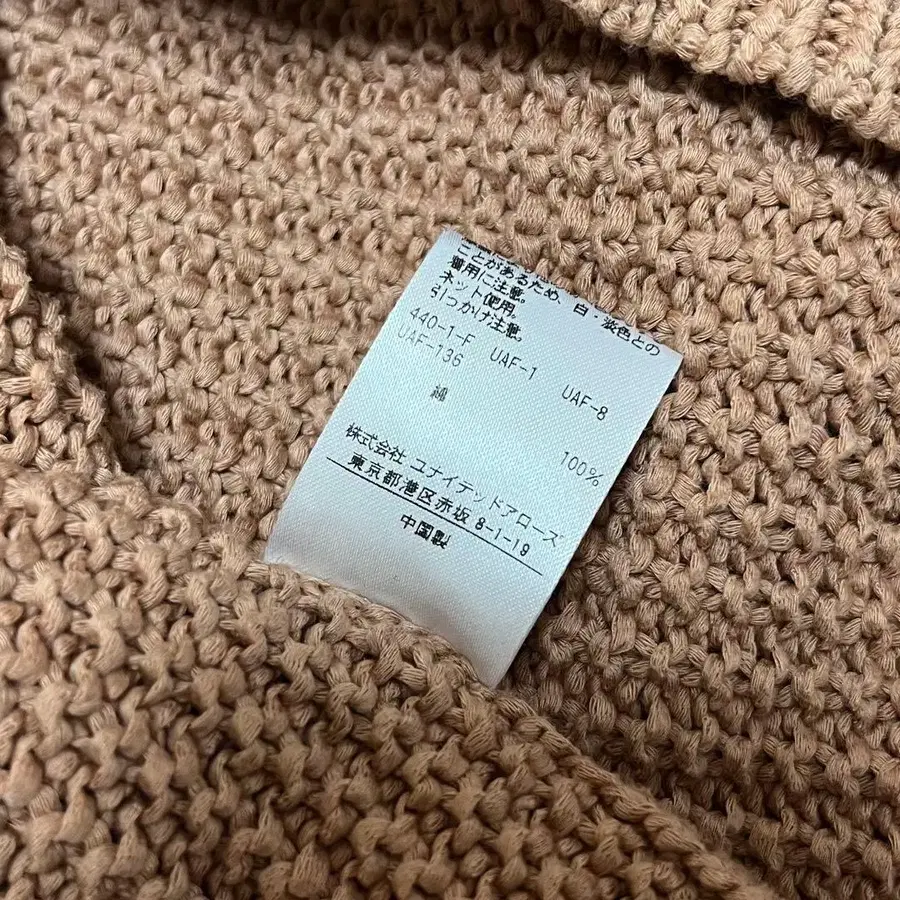 ことがあるため、白・淡色との
着用に注意。
ネット使用。
引っかけ注意。
440-1-F UAF-1 UAF-8
UAF-136
綿 100%
株式会社 ユナイテッドアローズ
東京都港区赤坂 8-1-19
中国製